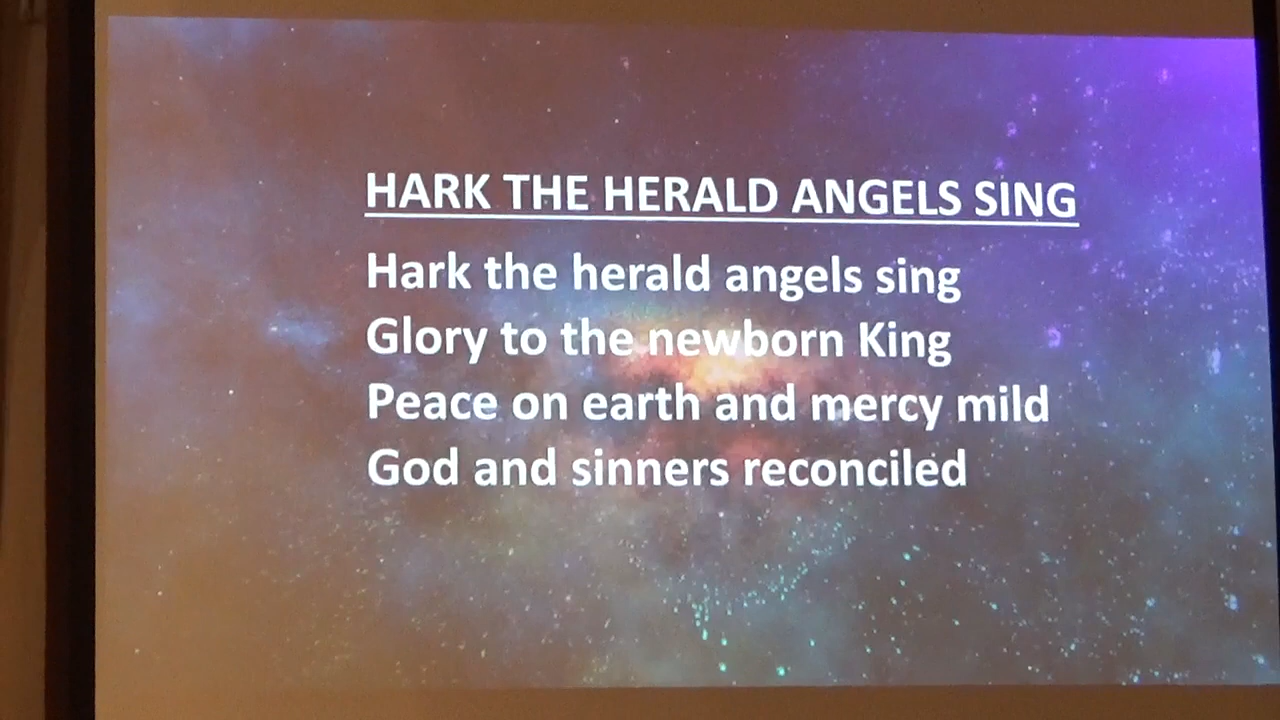 HARK THE HERALD ANGELS SING
Hark the herald angels sing
Glory to the newborn King
Peace on earth and mercy mild
God and sinners reconciled